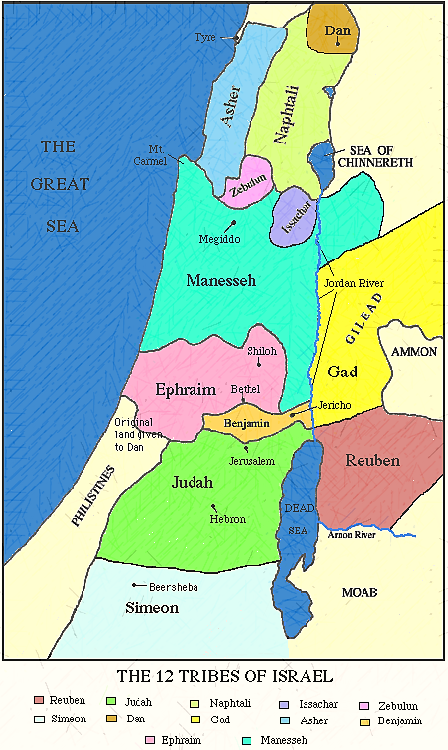 Dan
Tyre
Asher
Naphtali
THE
GREAT
SEA
Mt.
Carmel
SEA OF
CHINNERETH
Zebulun
Issachar
Megiddo
Manesseh
Jordan River
GILEAD
AMMON
Shiloh
Gad
Ephraim
Bethel
Jericho
Original
land given
to Dan
Benjamin
Jerusalem
Reuben
Judah
PHILISTINES
Hebron
DEAD
SEA
Arnon River
Beersheba
Simeon
MOAB
THE 12 TRIBES OF ISRAEL
Reuben Judah Naphtali Issachar Zebulun
Simeon Dan Gad Asher Benjamin
Ephraim Manesseh